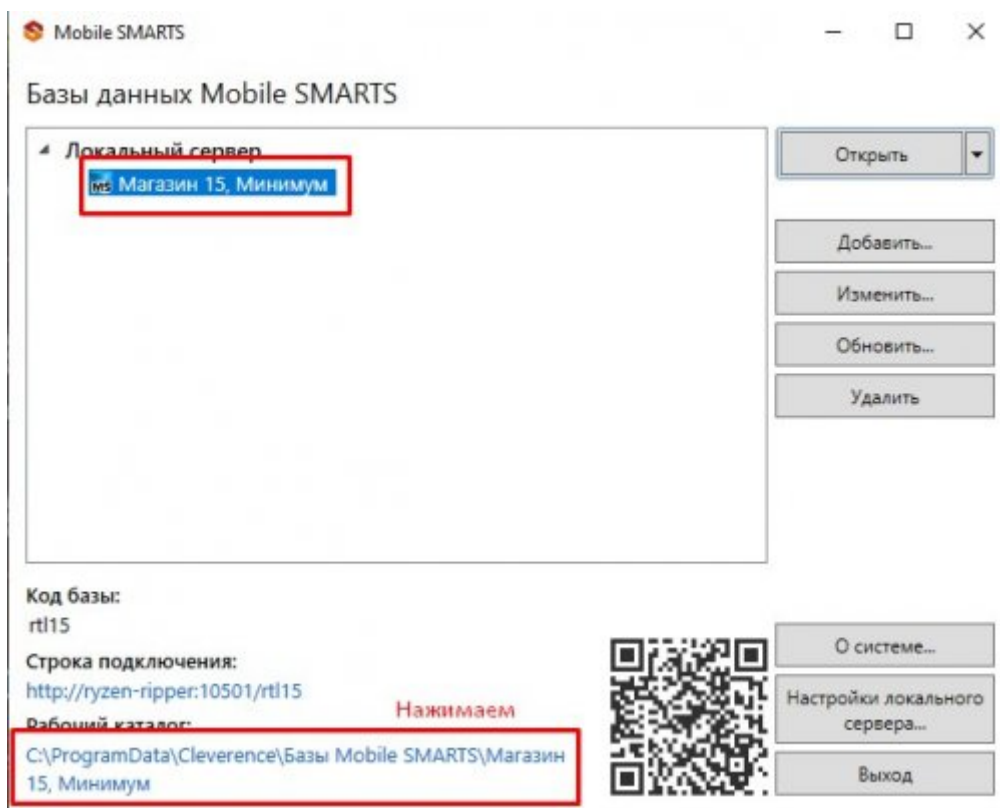 Mobile SMARTS
Базы данных Mobile SMARTS
Локальный сервер
Магазин 15, Минимум
Открыть
Добавить...
Изменить...
Обновить...
Удалить
Код базы:
rtl15
Строка подключения:
http://ryzen-ripper:10501/rtl15
Нажимаем
Рабочий каталог:
C:\ProgramData\Cleverence\Базы Mobile SMARTS\Магазин
15, Минимум
О системе...
Настройки локального
сервера...
Выход